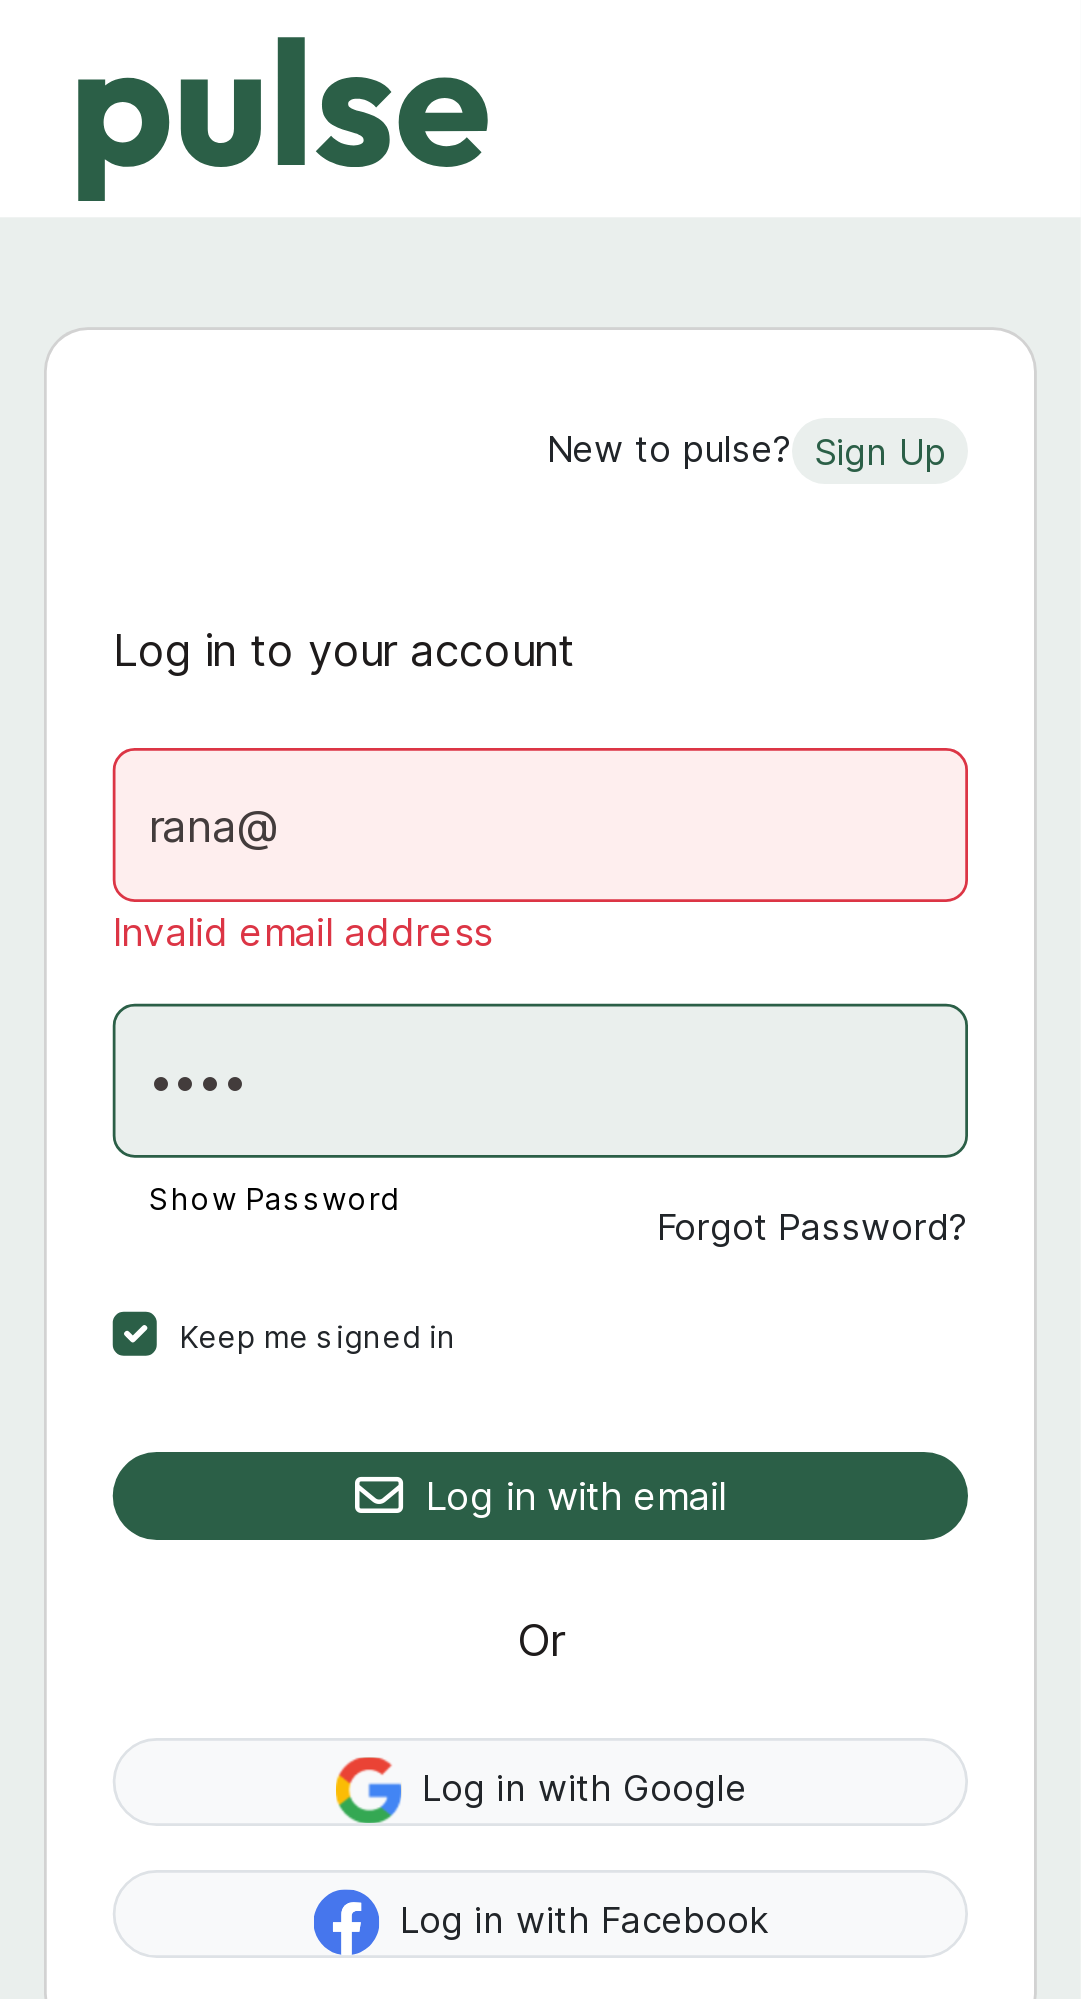 pulse
New to pulse? Sign Up
Log in to your account
rana@
Invalid email address
••••
Show Password
Forgot Password?
Keep me signed in
Log in with email
Or
Log in with Google
Log in with Facebook